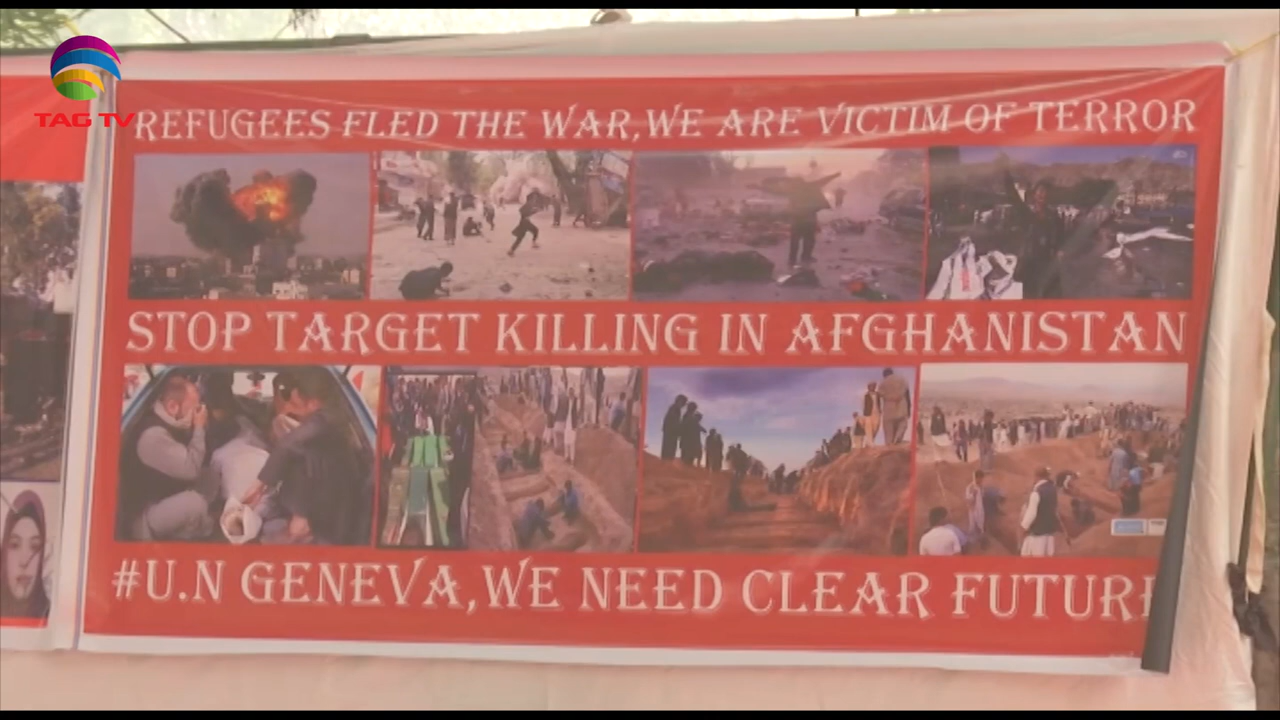 TAG TV
REFUGEES FLED THE WAR,WE ARE VICTIM OF TERROR
STOP TARGET KILLING IN AFGHANISTAN
#U.N GENEVA,WE NEED CLEAR FUTURE